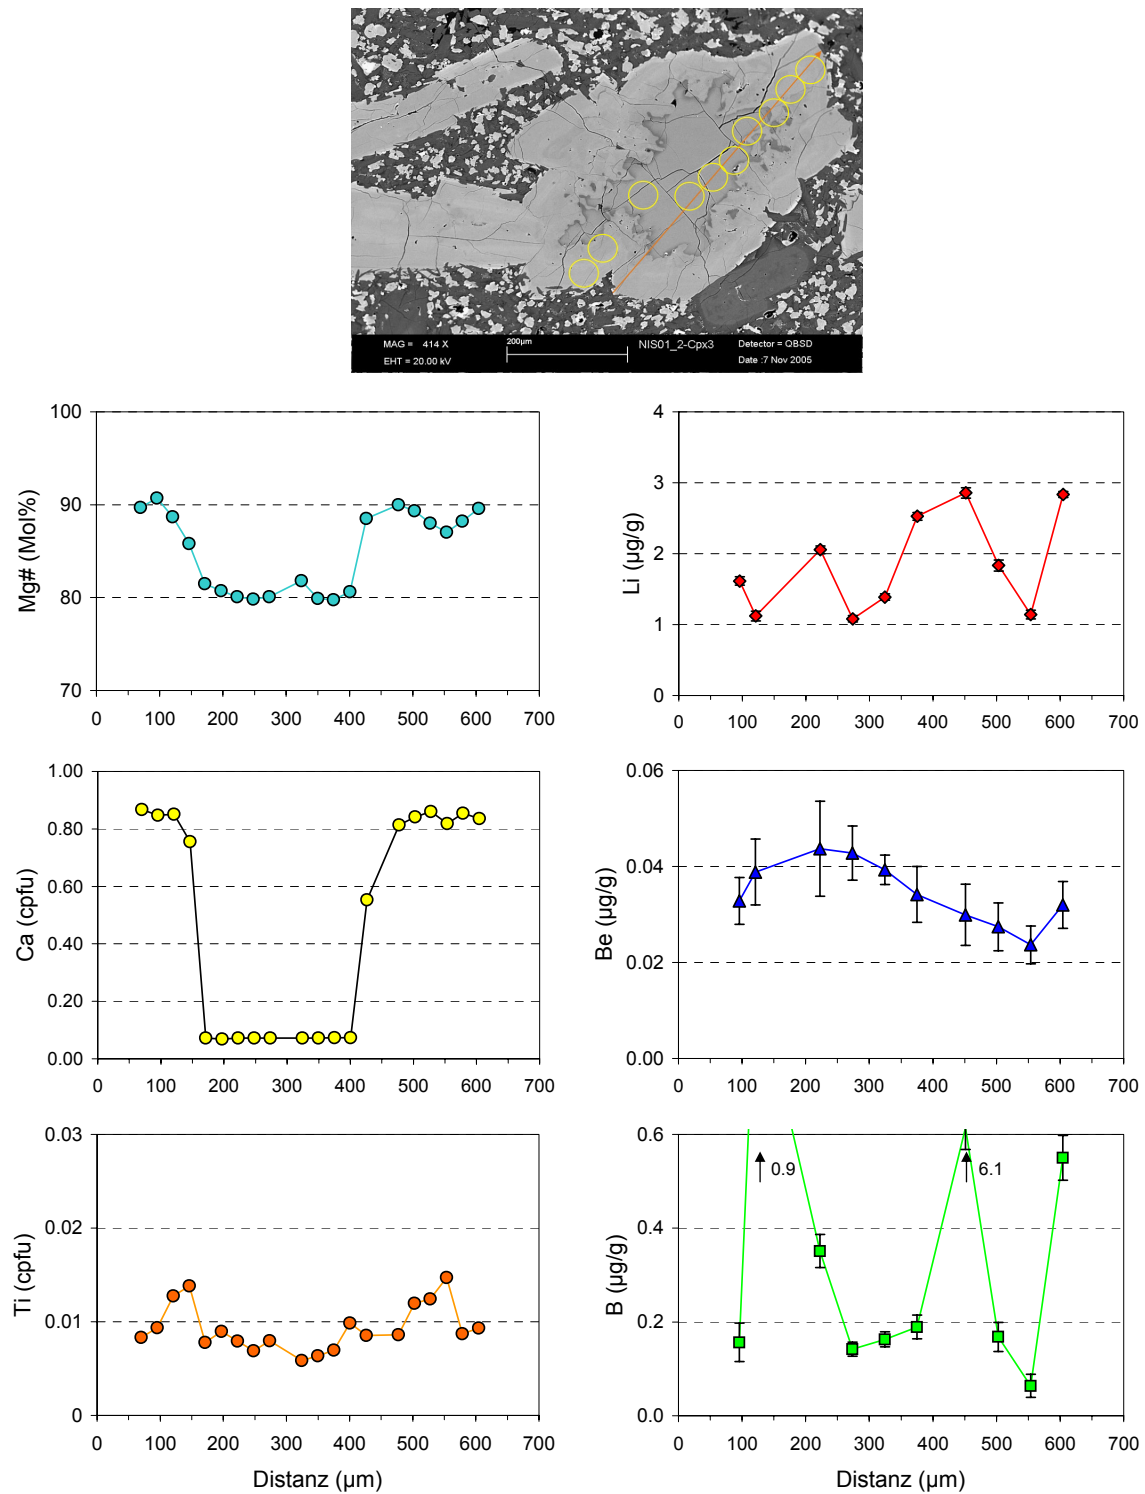 MAG = 414 X
EHT = 20.00 kV
200µm
NIS01_2-Cpx3
Detector = QBSD
Date :7 Nov 2005
100
90
80
70
Mg# (Mol%)
0 100 200 300 400 500 600 700
4
3
2
1
0
Li (µg/g)
0 100 200 300 400 500 600 700
1.00
0.80
0.60
0.40
0.20
0.00
Ca (cpfu)
0 100 200 300 400 500 600 700
0.06
0.04
0.02
0.00
Be (µg/g)
0 100 200 300 400 500 600 700
0.03
0.02
0.01
0
Ti (cpfu)
0 100 200 300 400 500 600 700
Distanz (µm)
0.6
0.4
0.2
0.0
B (µg/g)
0.9
6.1
0 100 200 300 400 500 600 700
Distanz (µm)